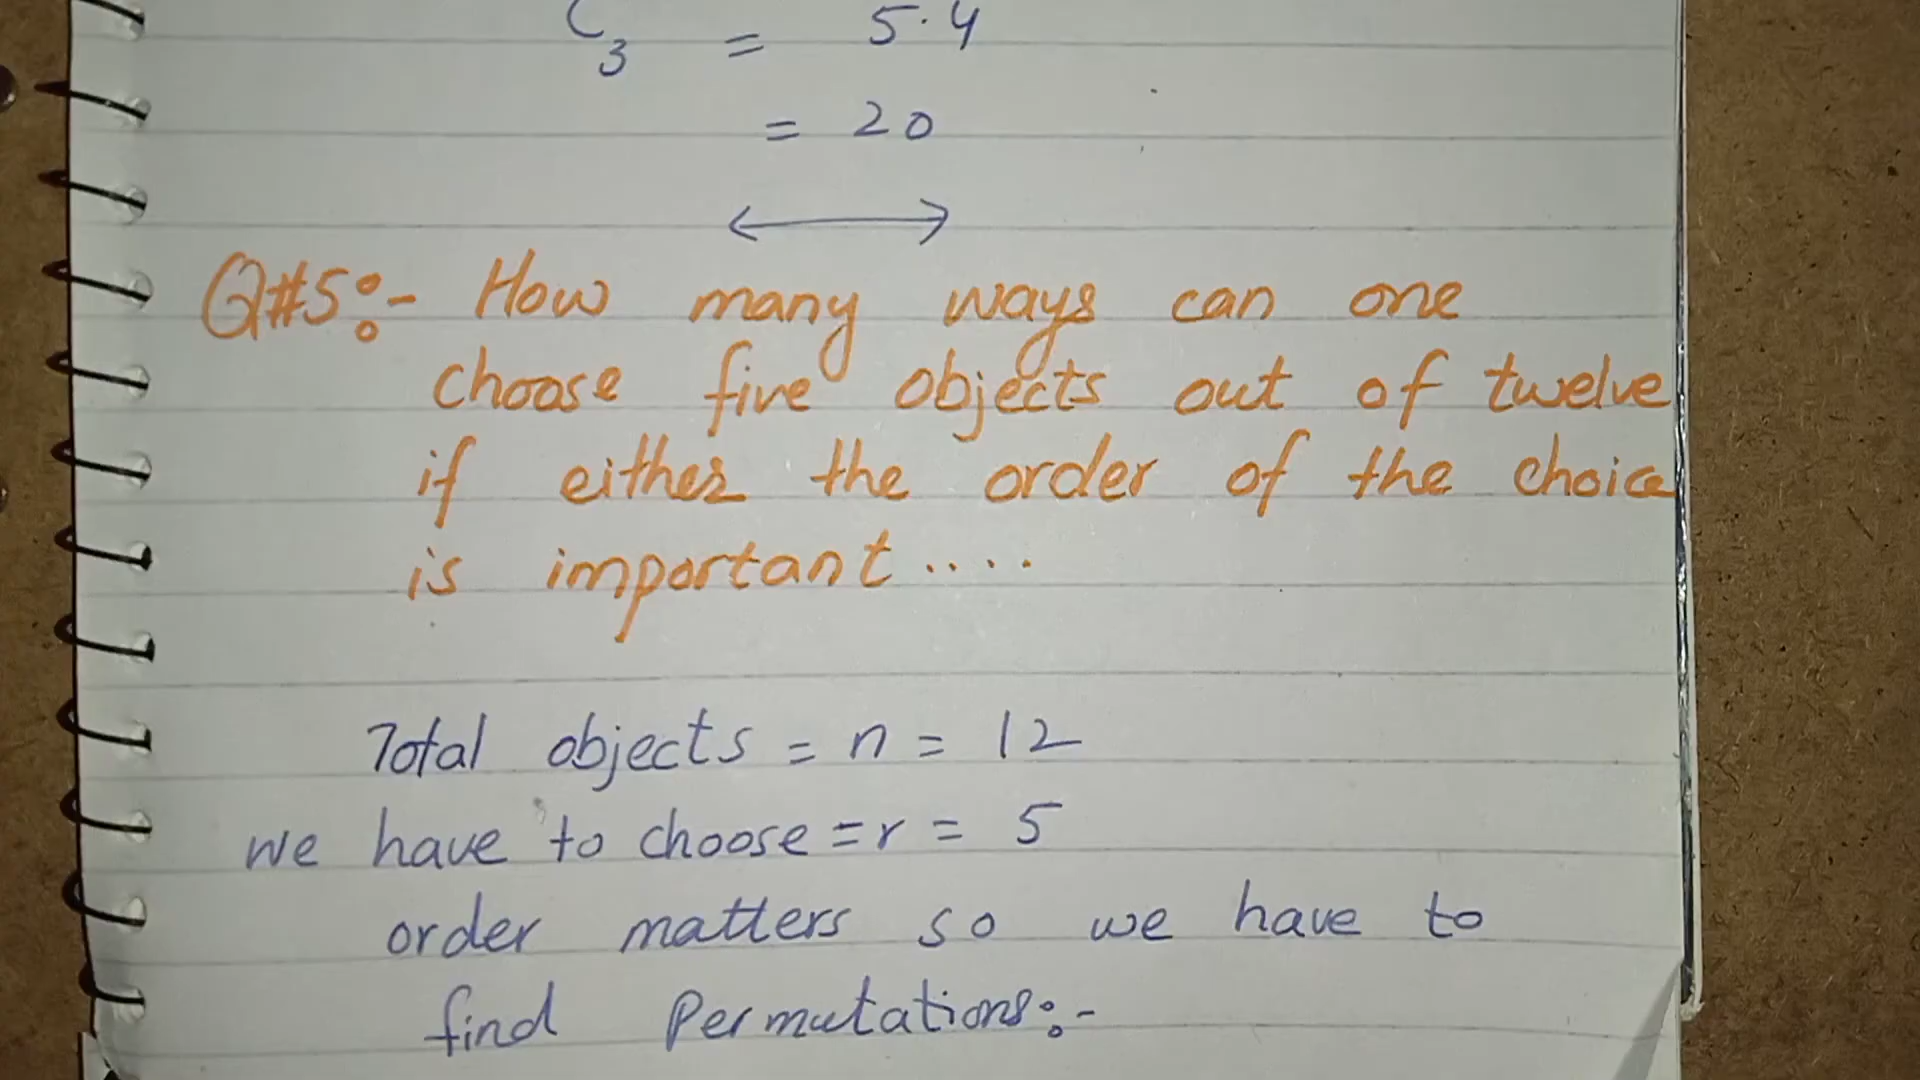 C3 = 5.4
= 20
Q#5:- How many ways can one
choose five objects out of twelve
if either the order of the choice
is important ....
Total objects = n = 12
we have to choose = r = 5
order matters so we have to
find Permutations:-